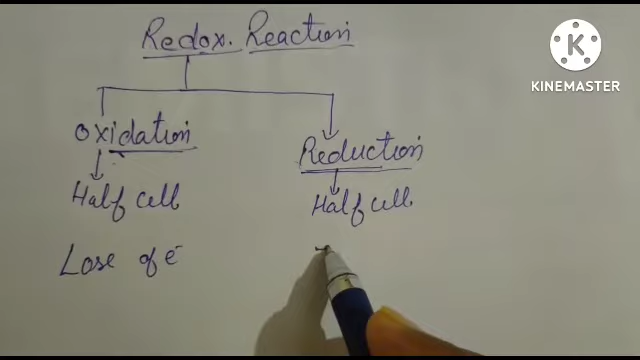 Redox. Reaction
KINEMASTER
Oxidation
Reduction
Half cell
Half cell
Lose of e⁻